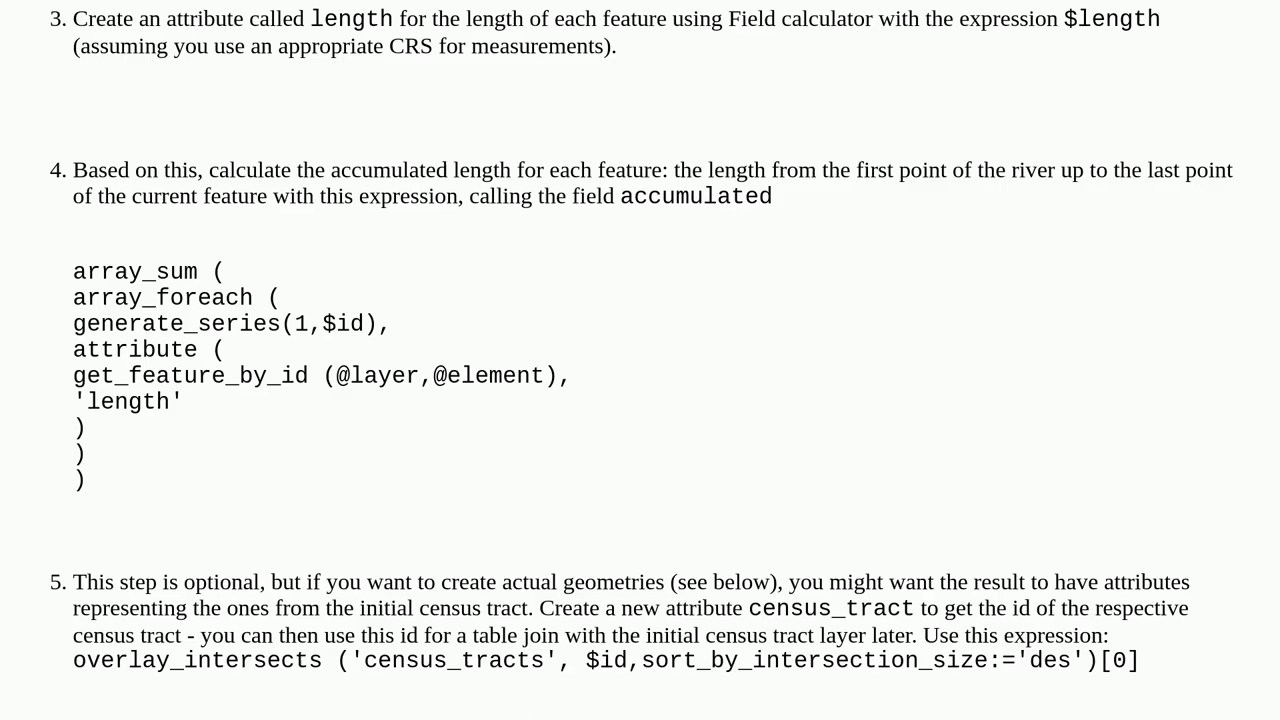 3. Create an attribute called length for the length of each feature using Field calculator with the expression $length
(assuming you use an appropriate CRS for measurements).
4. Based on this, calculate the accumulated length for each feature: the length from the first point of the river up to the last point
of the current feature with this expression, calling the field accumulated
array_sum (
array_foreach (
generate_series(1,$id),
attribute (
get_feature_by_id (@layer,@element),
'length'
)
)
)
5. This step is optional, but if you want to create actual geometries (see below), you might want the result to have attributes
representing the ones from the initial census tract. Create a new attribute census_tract to get the id of the respective
census tract - you can then use this id for a table join with the initial census tract layer later. Use this expression:
overlay_intersects ('census_tracts', $id,sort_by_intersection_size:='des')[0]